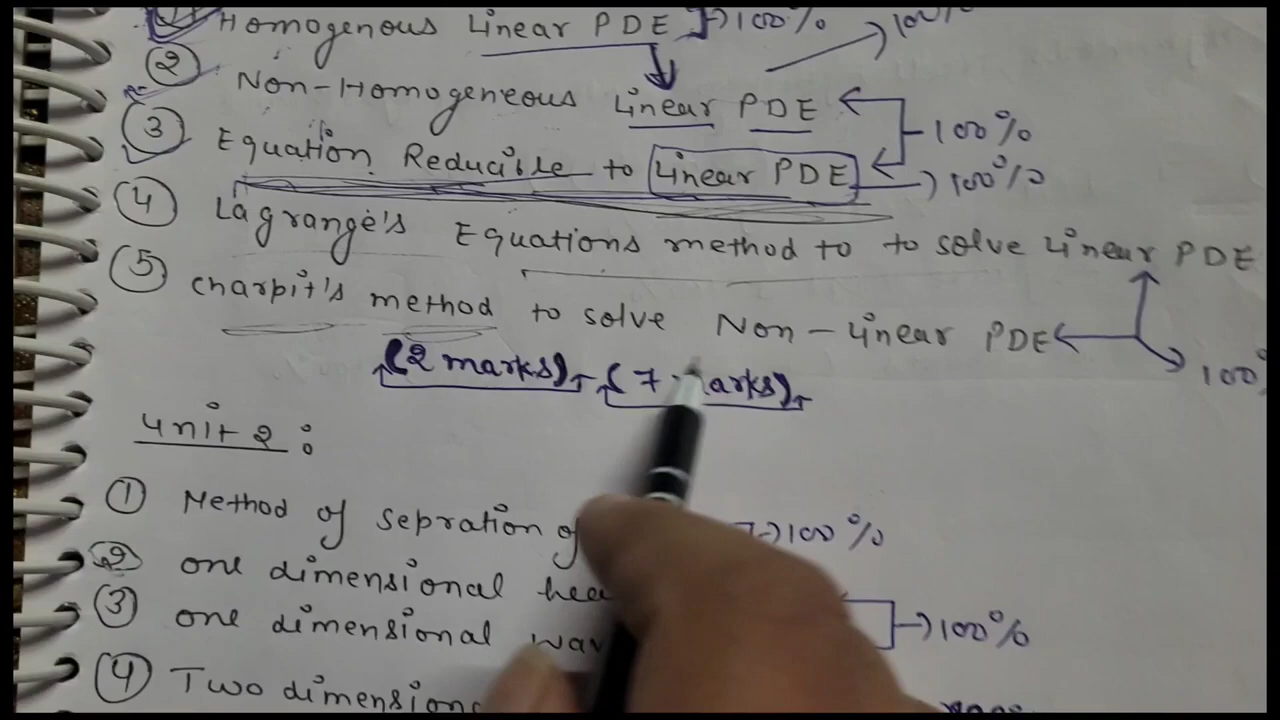 Homogenous Linear PDE → 100%
② Non-Homogeneous Linear PDE
③ Equation Reducible to Linear PDE → 100%
→ 100%
④ Lagrange's Equations method to to solve Linear PDE
⑤ Charpit's method to solve Non-Linear PDE
100%
(2 marks) (7 marks)
Unit 2 :
① Method of sepration of → 100%
② one dimensional
③ one dimensional → 100%
④ Two